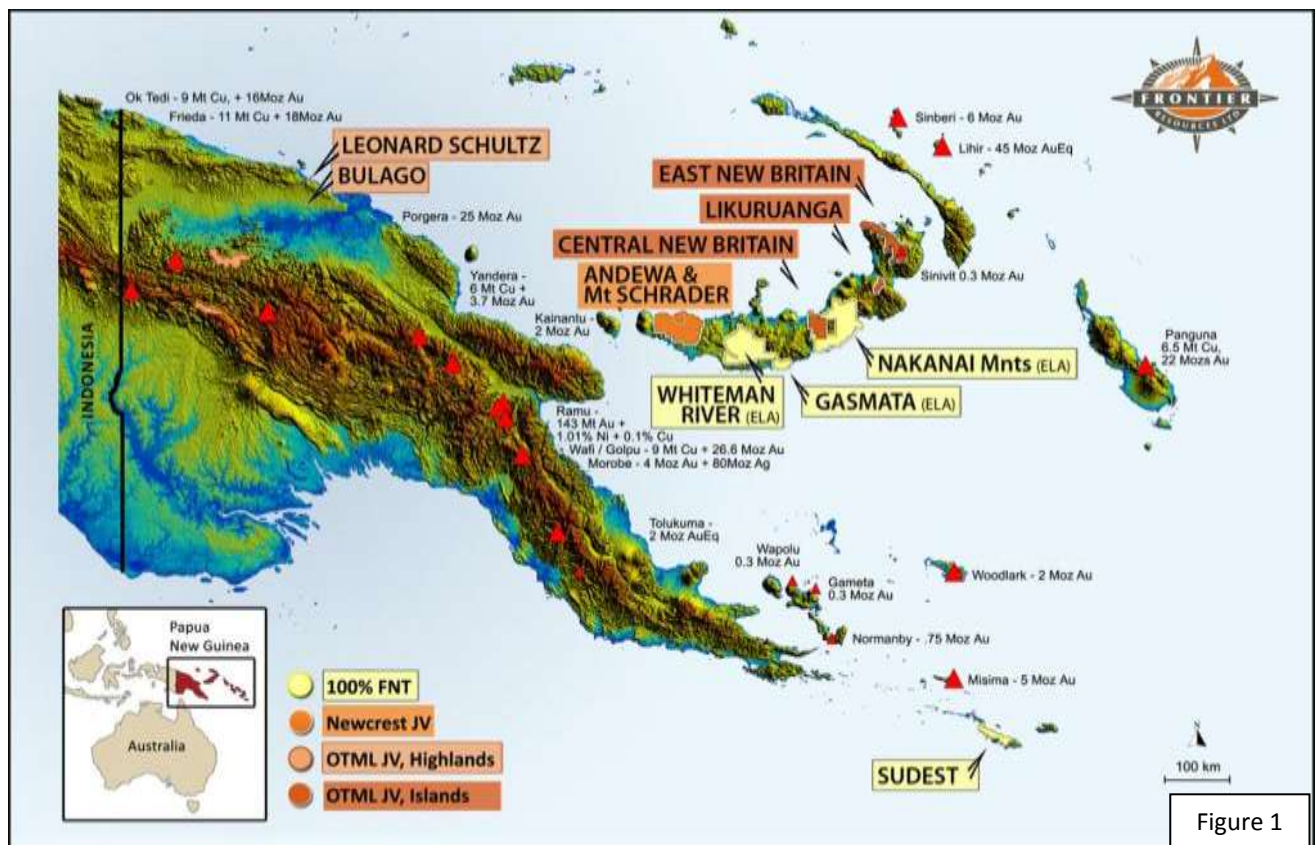 Ok Tedi - 9 Mt Cu, + 16Moz Au
Frieda - 11 Mt Cu + 18Moz Au
LEONARD SCHULTZ
BULAGO
Porgera - 25 Moz Au
Yandera -
6 Mt Cu +
3.7 Moz Au
Kainantu -
2 Moz Au
INDONESIA
Ramu -
143 Mt Au +
1.01% Ni + 0.1% Cu
Wafi / Golpu - 9 Mt Cu + 26.6 Moz Au
Morobe - 4 Moz Au + 80Moz Ag
Tolukuma -
2 Moz AuEq
EAST NEW BRITAIN
LIKURUANGA
CENTRAL NEW BRITAIN
ANDEWA &
Mt SCHRADER
Sinberi - 6 Moz Au
Lihir - 45 Moz AuEq
FRONTIER
RESOURCES LTD
Sinivit 0.3 Moz Au
NAKANAI Mnts (ELA)
WHITEMAN
RIVER (ELA)
GASMATA (ELA)
Panguna
6.5 Mt Cu,
22 Mozs Au
Wapolu
0.3 Moz Au
Gameta
0.3 Moz Au
Normanby - .75 Moz Au
Woodlark - 2 Moz Au
Misima - 5 Moz Au
SUDEST
Papua
New Guinea
Australia
100% FNT
Newcrest JV
OTML JV, Highlands
OTML JV, Islands
N
100 km
Figure 1